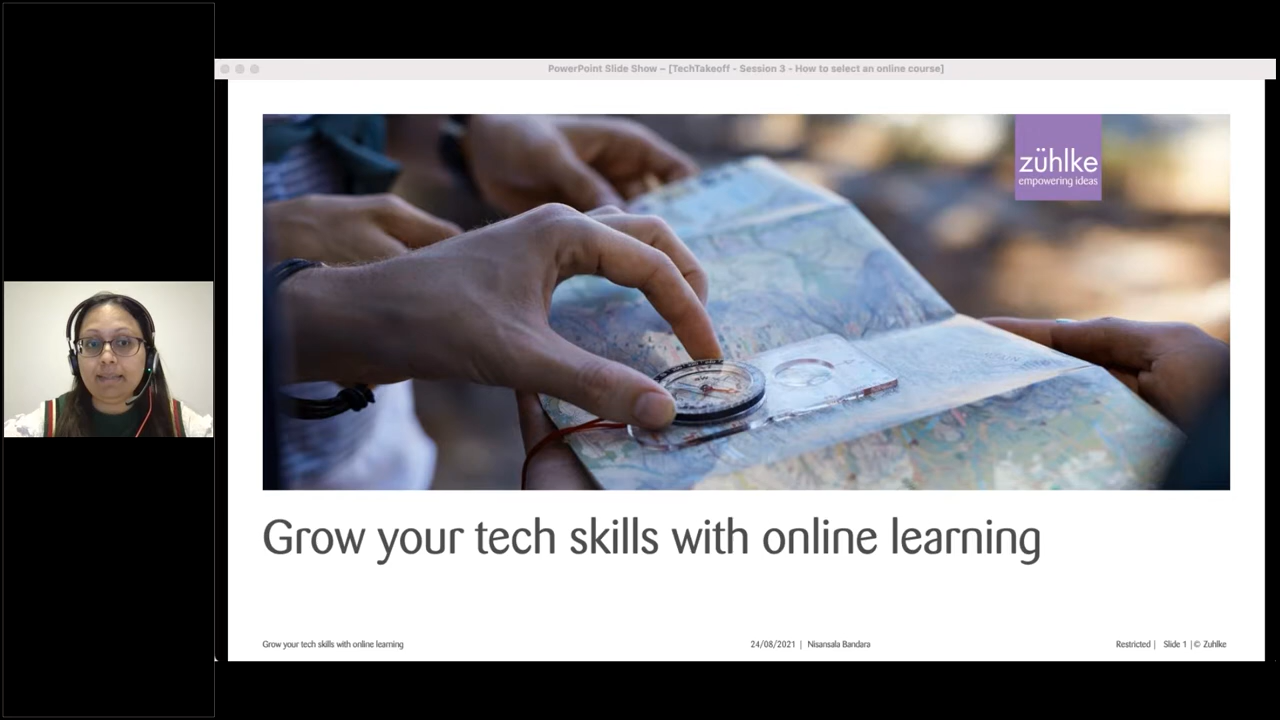 PowerPoint Slide Show – [TechTakeoff - Session 3 - How to select an online course]
zühlke
empowering ideas
Grow your tech skills with online learning
Grow your tech skills with online learning
24/08/2021 | Nisansala Bandara
Restricted | Slide 1 | © Zuhlke